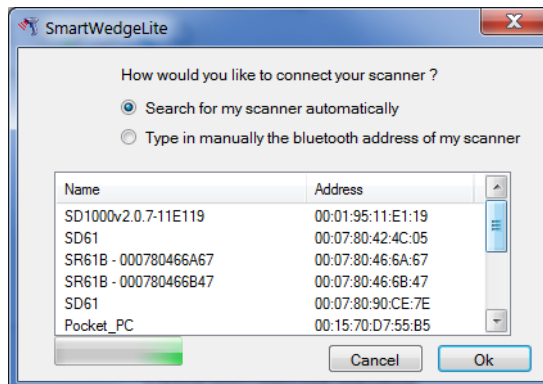 SmartWedgeLite
How would you like to connect your scanner ?
Search for my scanner automatically
Type in manually the bluetooth address of my scanner
Name Address
SD1000v2.0.7-11E119 00:01:95:11:E1:19
SD61 00:07:80:42:4C:05
SR61B - 000780466A67 00:07:80:46:6A:67
SR61B - 000780466B47 00:07:80:46:6B:47
SD61 00:07:80:90:CE:7E
Pocket_PC 00:15:70:D7:55:B5
Cancel Ok